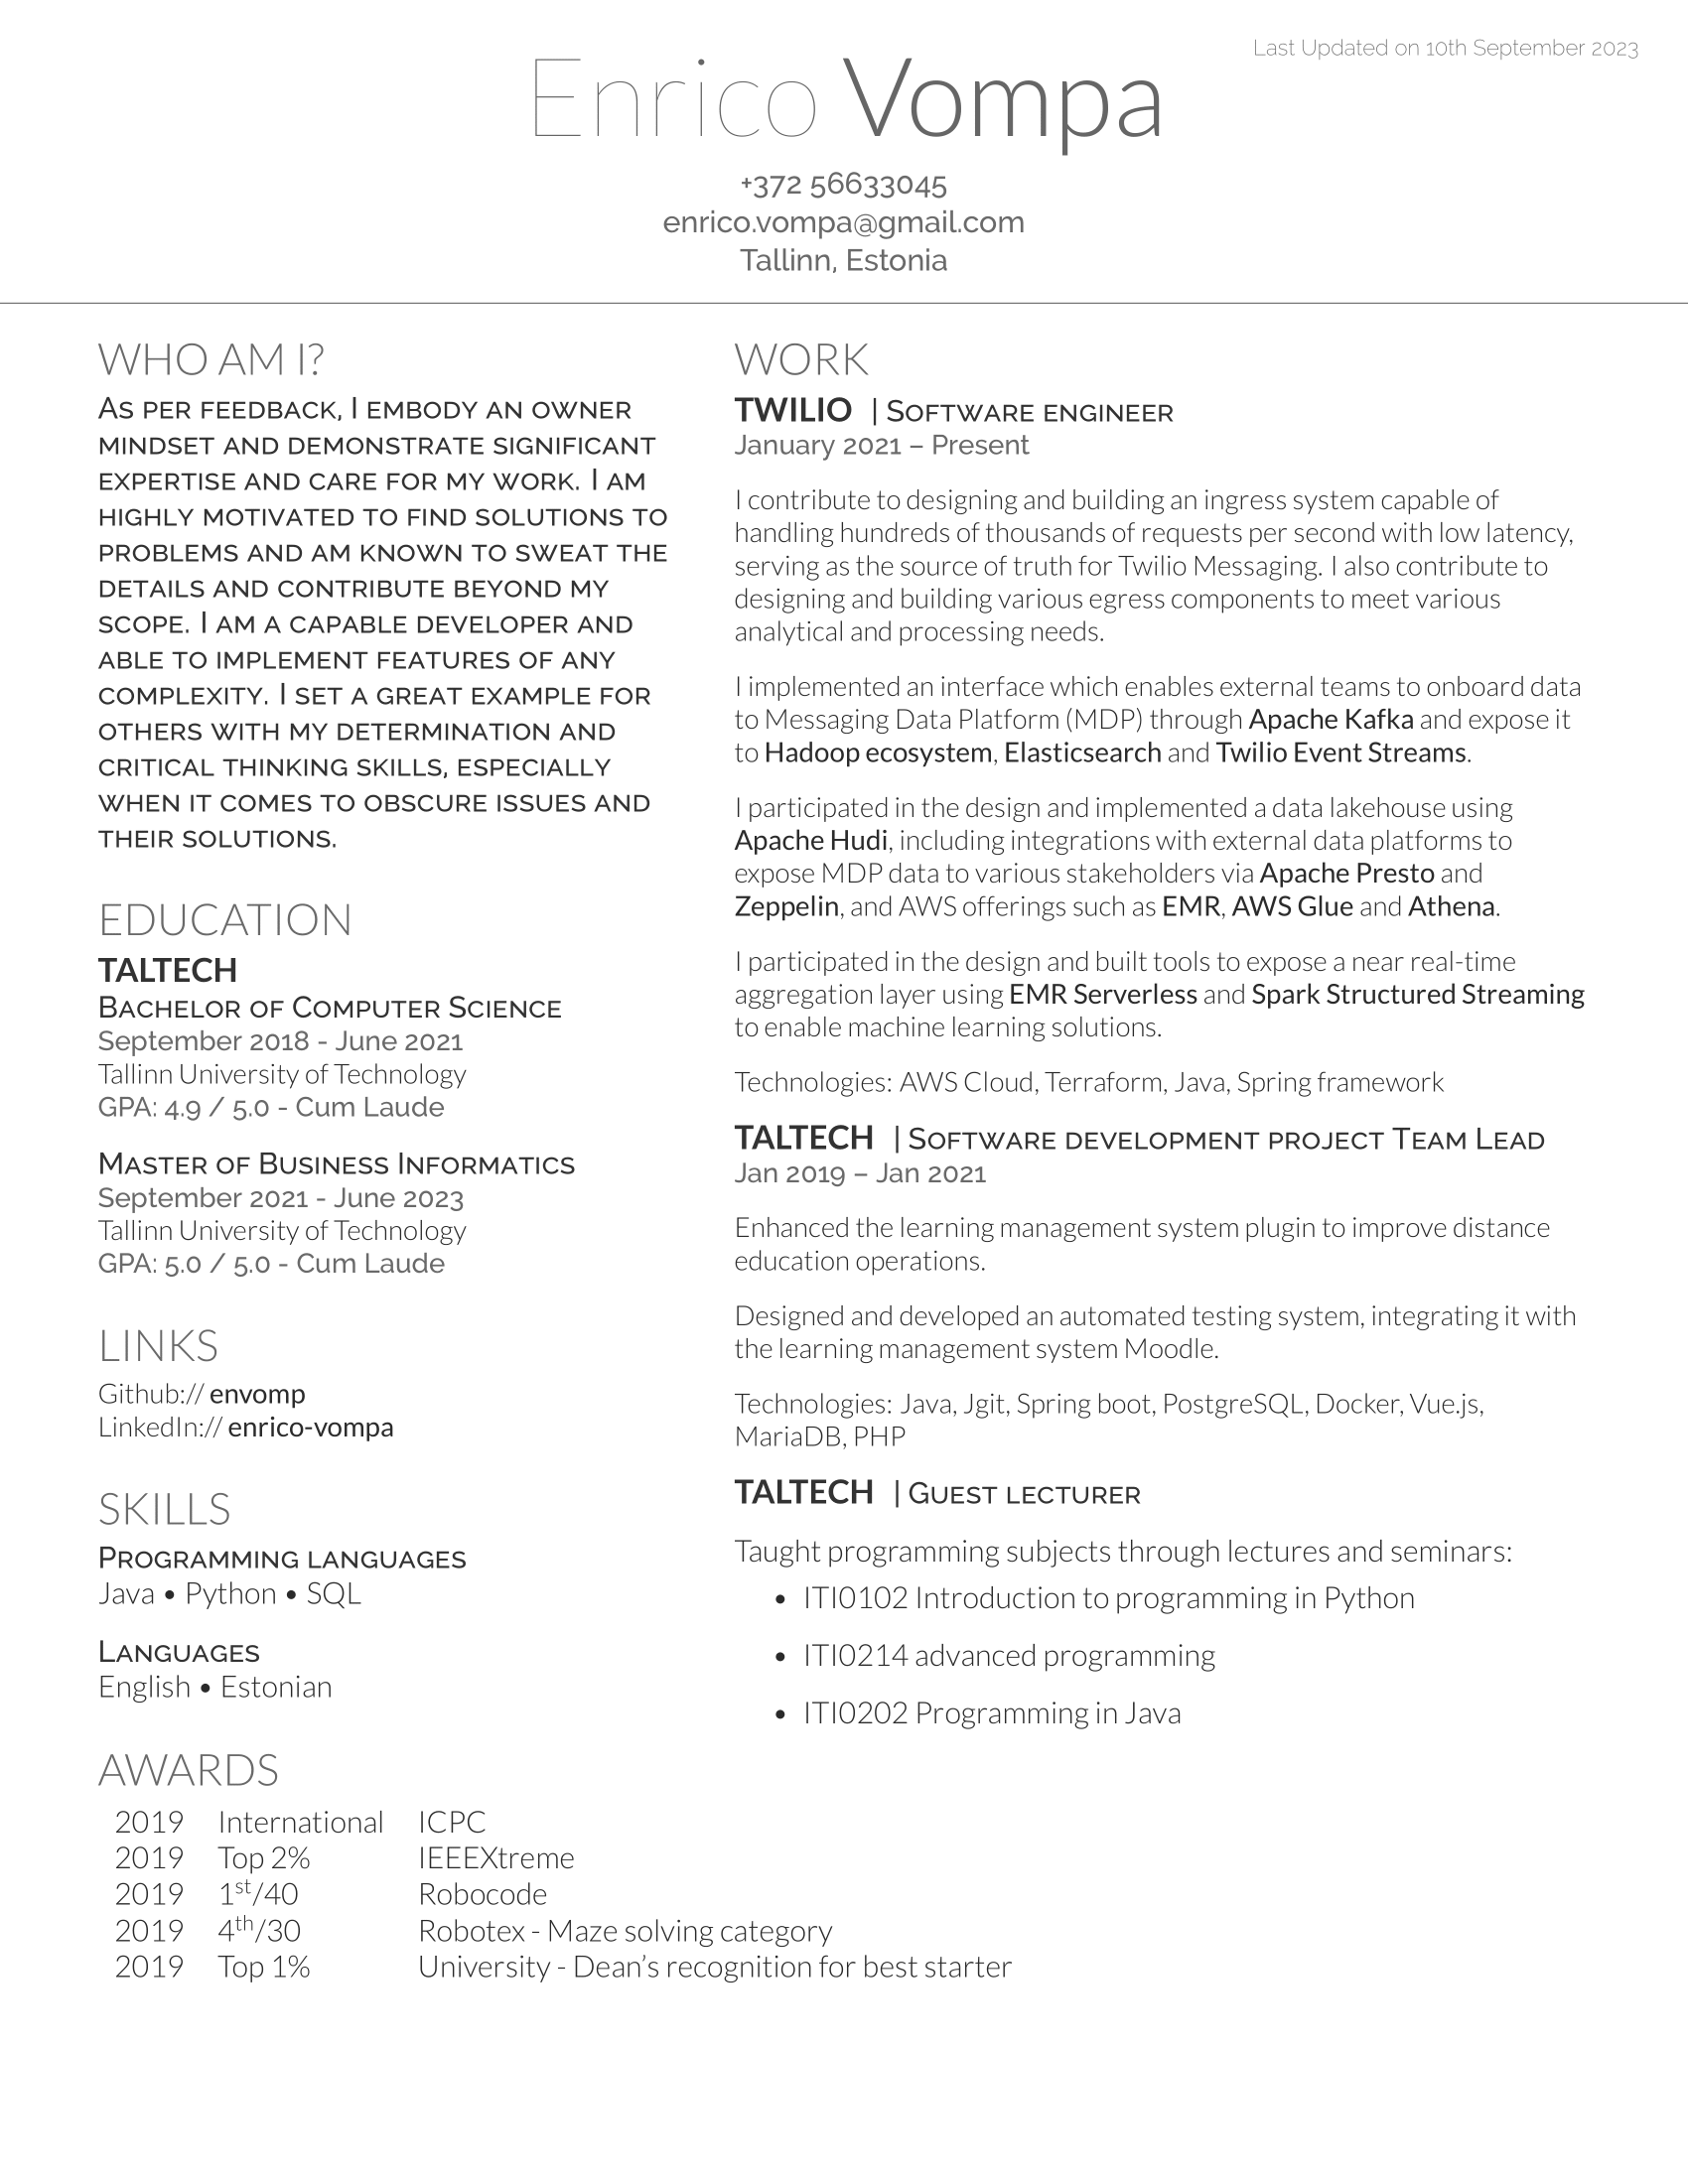 Last Updated on 10th September 2023
Enrico Vompa
+372 56633045
enrico.vompa@gmail.com
Tallinn, Estonia
WHO AM I?
As per feedback, I embody an owner
mindset and demonstrate significant
expertise and care for my work. I am
highly motivated to find solutions to
problems and am known to sweat the
details and contribute beyond my
scope. I am a capable developer and
able to implement features of any
complexity. I set a great example for
others with my determination and
critical thinking skills, especially
when it comes to obscure issues and
their solutions.
EDUCATION
TALTECH
Bachelor of Computer Science
September 2018 - June 2021
Tallinn University of Technology
GPA: 4.9 / 5.0 - Cum Laude
Master of Business Informatics
September 2021 - June 2023
Tallinn University of Technology
GPA: 5.0 / 5.0 - Cum Laude
LINKS
Github:// envomp
LinkedIn:// enrico-vompa
SKILLS
Programming languages
Java • Python • SQL
Languages
English • Estonian
AWARDS
2019 International ICPC
2019 Top 2% IEEEXtreme
2019 1st/40 Robocode
2019 4th/30 Robotex - Maze solving category
2019 Top 1% University - Dean’s recognition for best starter
WORK
TWILIO | Software engineer
January 2021 – Present
I contribute to designing and building an ingress system capable of
handling hundreds of thousands of requests per second with low latency,
serving as the source of truth for Twilio Messaging. I also contribute to
designing and building various egress components to meet various
analytical and processing needs.
I implemented an interface which enables external teams to onboard data
to Messaging Data Platform (MDP) through Apache Kafka and expose it
to Hadoop ecosystem, Elasticsearch and Twilio Event Streams.
I participated in the design and implemented a data lakehouse using
Apache Hudi, including integrations with external data platforms to
expose MDP data to various stakeholders via Apache Presto and
Zeppelin, and AWS offerings such as EMR, AWS Glue and Athena.
I participated in the design and built tools to expose a near real-time
aggregation layer using EMR Serverless and Spark Structured Streaming
to enable machine learning solutions.
Technologies: AWS Cloud, Terraform, Java, Spring framework
TALTECH | Software development project Team Lead
Jan 2019 – Jan 2021
Enhanced the learning management system plugin to improve distance
education operations.
Designed and developed an automated testing system, integrating it with
the learning management system Moodle.
Technologies: Java, Jgit, Spring boot, PostgreSQL, Docker, Vue.js,
MariaDB, PHP
TALTECH | Guest lecturer
Taught programming subjects through lectures and seminars:
• ITI0102 Introduction to programming in Python
• ITI0214 advanced programming
• ITI0202 Programming in Java